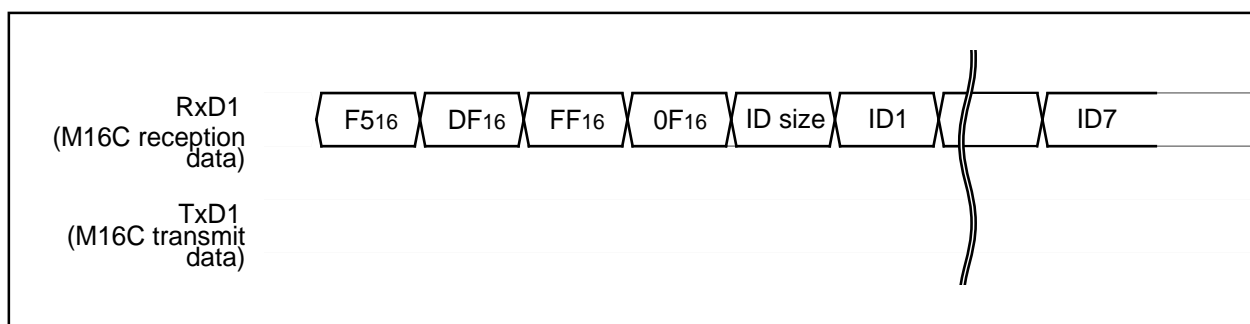 RxD1
(M16C reception
data)
F516 DF16 FF16 0F16 ID size ID1 ID7
TxD1
(M16C transmit
data)